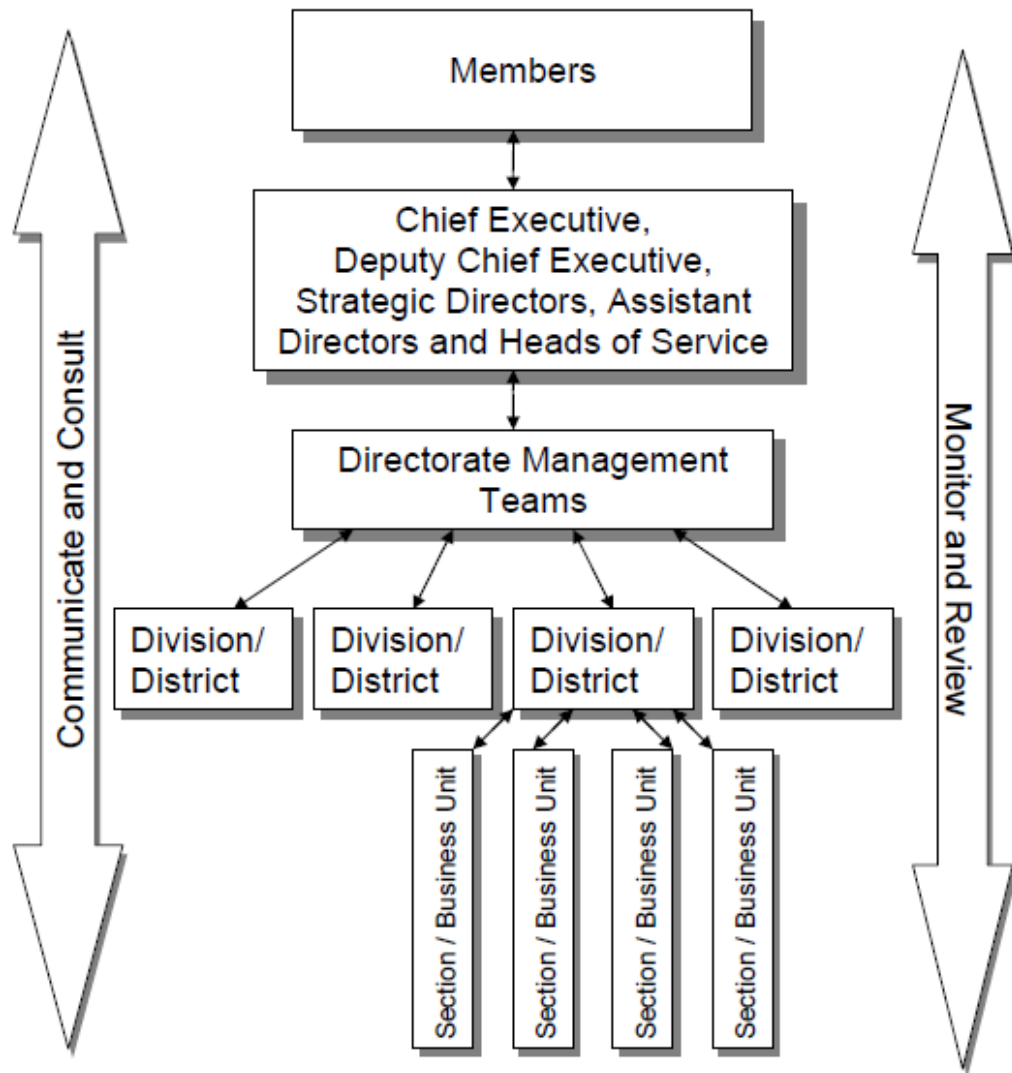 Members
Chief Executive,
Deputy Chief Executive,
Strategic Directors, Assistant
Directors and Heads of Service
Directorate Management
Teams
Communicate and Consult
Monitor and Review
Division/
District
Division/
District
Division/
District
Division/
District
Section / Business Unit
Section / Business Unit
Section / Business Unit
Section / Business Unit